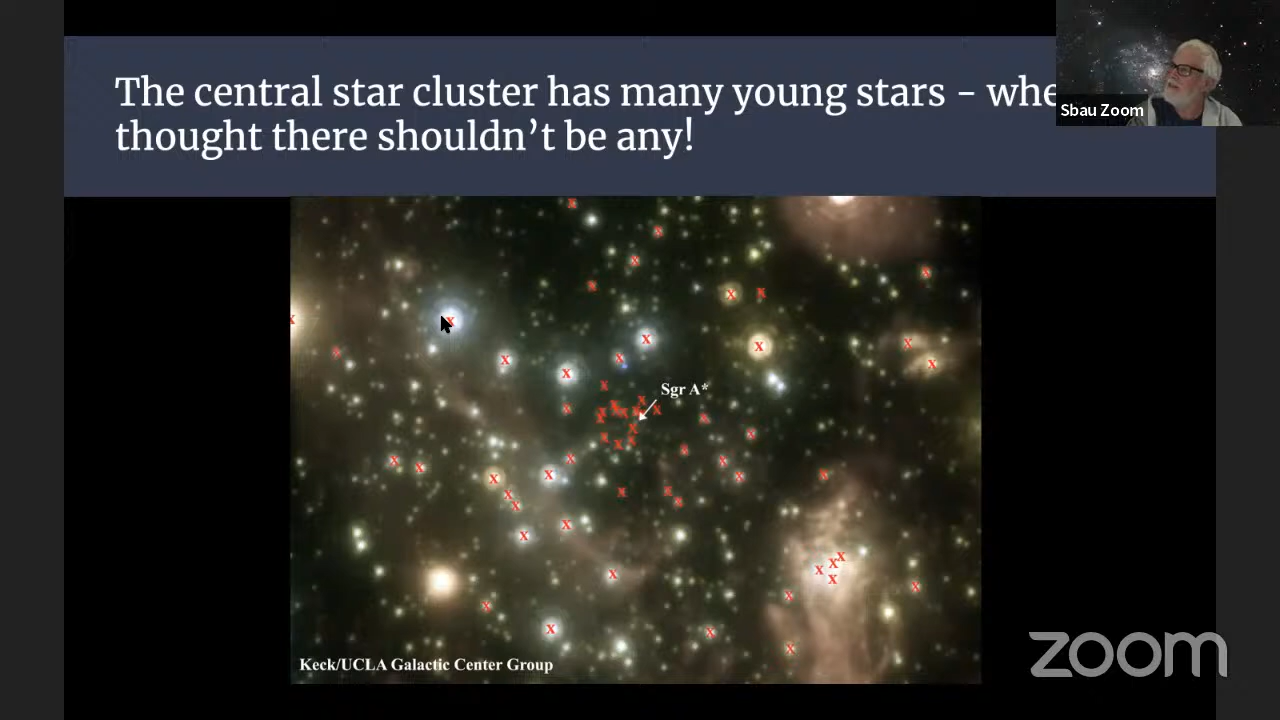 The central star cluster has many young stars - whe
thought there shouldn't be any!
Sbau Zoom
Sgr A*
Keck/UCLA Galactic Center Group
zoom